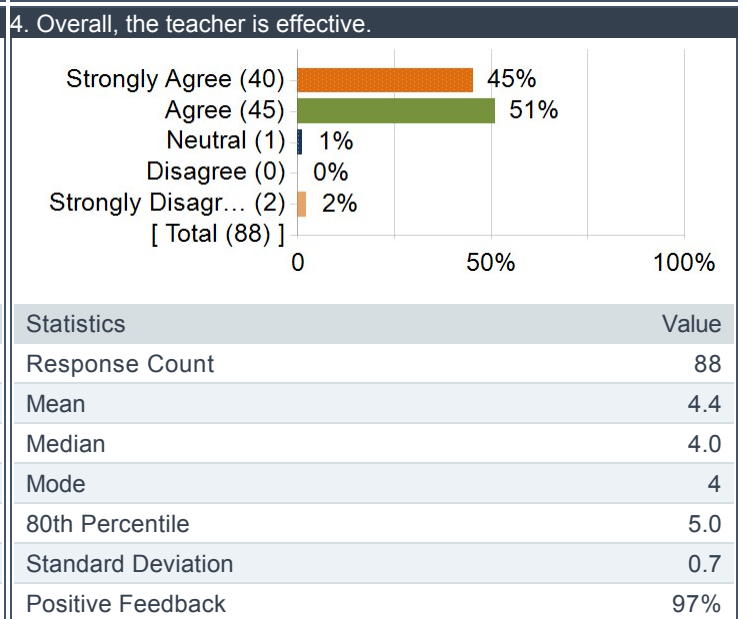 4. Overall, the teacher is effective.
Strongly Agree (40) 45%
Agree (45) 51%
Neutral (1) 1%
Disagree (0) 0%
Strongly Disagr... (2) 2%
[ Total (88) ]
0 50% 100%
Statistics Value
Response Count 88
Mean 4.4
Median 4.0
Mode 4
80th Percentile 5.0
Standard Deviation 0.7
Positive Feedback 97%